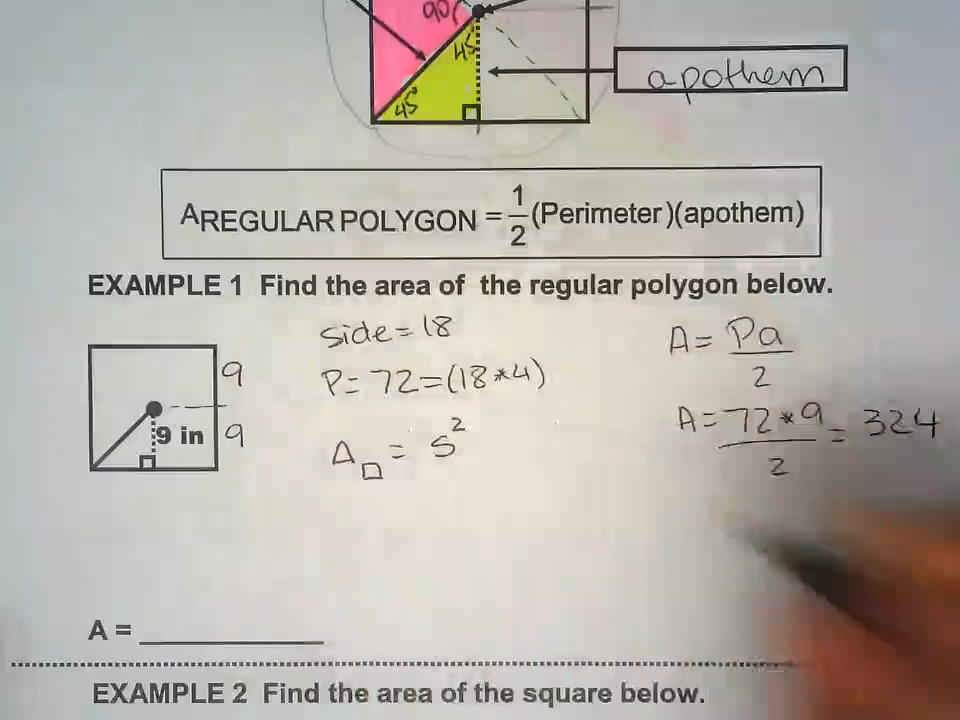 90
45
45°
apothem
AREGULAR POLYGON = 1/2 (Perimeter)(apothem)
EXAMPLE 1 Find the area of the regular polygon below.
side = 18
P = 72 = (18*4)
A□ = s²
9
9 in
9
A = Pa/2
A = 72*9/2 = 324
A = ____________
EXAMPLE 2 Find the area of the square below.